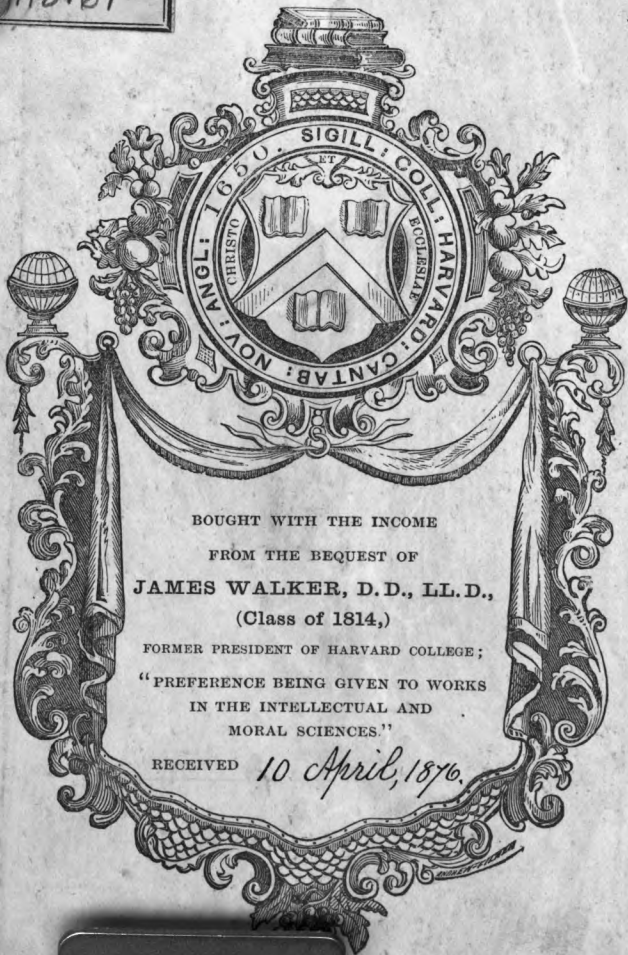 SIGILL: COLL: HARVARD: CANTAB: NOV: ANGL: 1650.
ET
CHRISTO
ECCLESIAE
BOUGHT WITH THE INCOME
FROM THE BEQUEST OF
JAMES WALKER, D.D., LL.D.,
(Class of 1814,)
FORMER PRESIDENT OF HARVARD COLLEGE;
"PREFERENCE BEING GIVEN TO WORKS
IN THE INTELLECTUAL AND
MORAL SCIENCES."
RECEIVED 10 April, 1876.